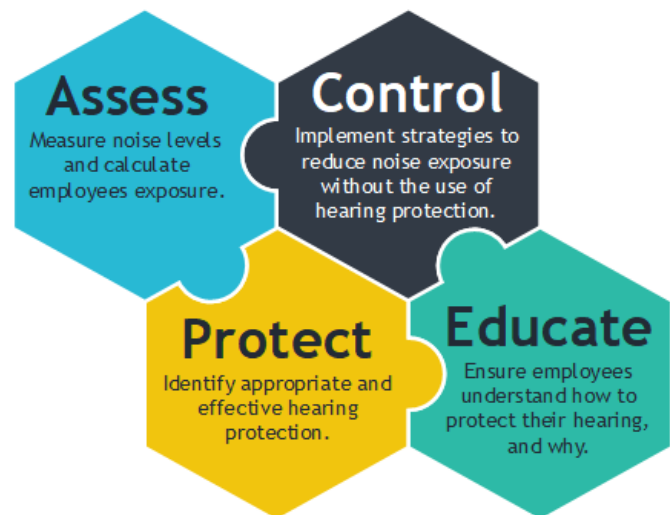 Assess
Measure noise levels
and calculate
employees exposure.
Control
Implement strategies to
reduce noise exposure
without the use of
hearing protection.
Protect
Identify appropriate and
effective hearing
protection.
Educate
Ensure employees
understand how to
protect their hearing,
and why.